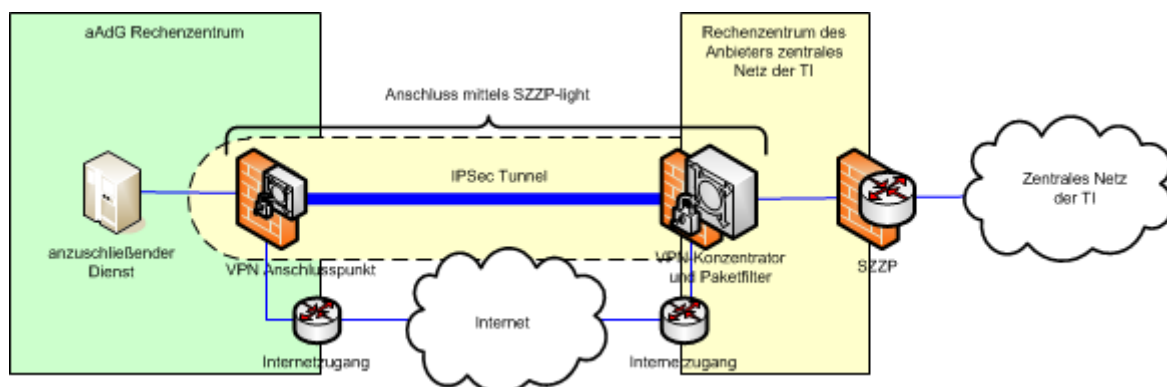 aAdG Rechenzentrum
Rechenzentrum des
Anbieters zentrales
Netz der TI
Anschluss mittels SZZP-light
IPSec Tunnel
Zentrales Netz
der TI
anzuschließender
Dienst
VPN Anschlusspunkt
VPN-Konzentrator
und Paketfilter
SZZP
Internet
Internetzugang
Internetzugang